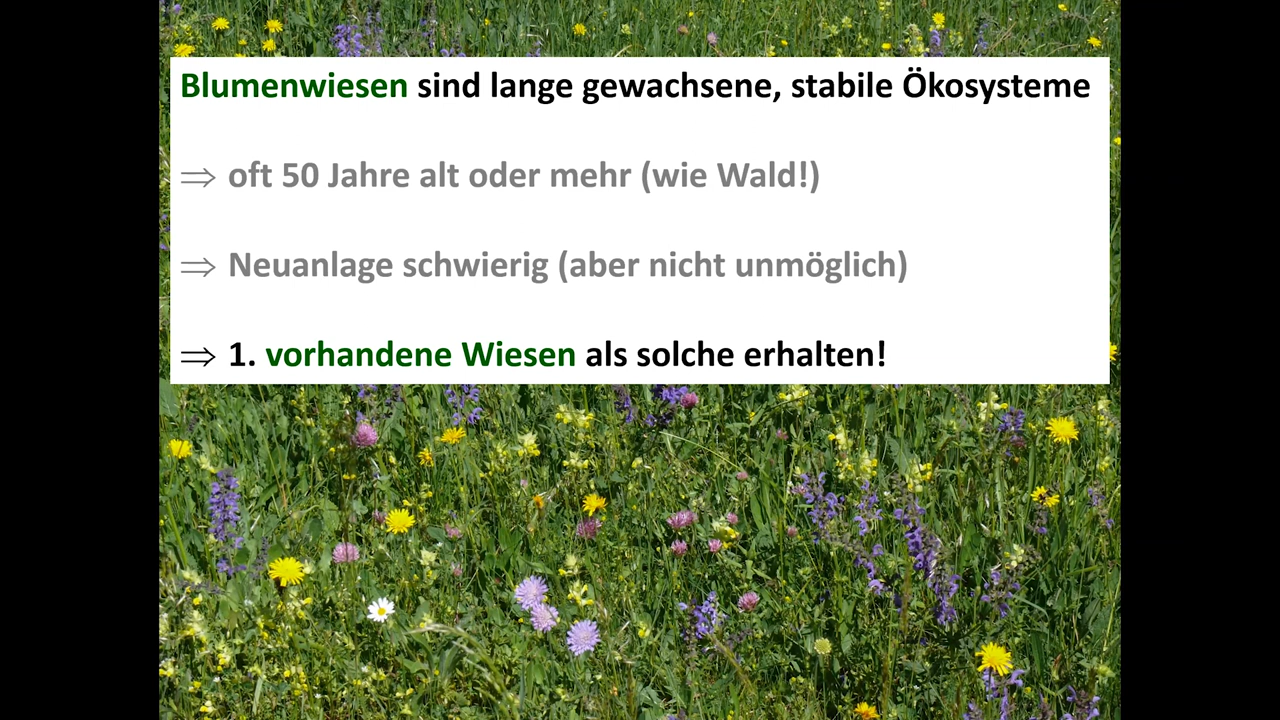 Blumenwiesen sind lange gewachsene, stabile Ökosysteme
⇒ oft 50 Jahre alt oder mehr (wie Wald!)
⇒ Neuanlage schwierig (aber nicht unmöglich)
⇒ 1. vorhandene Wiesen als solche erhalten!